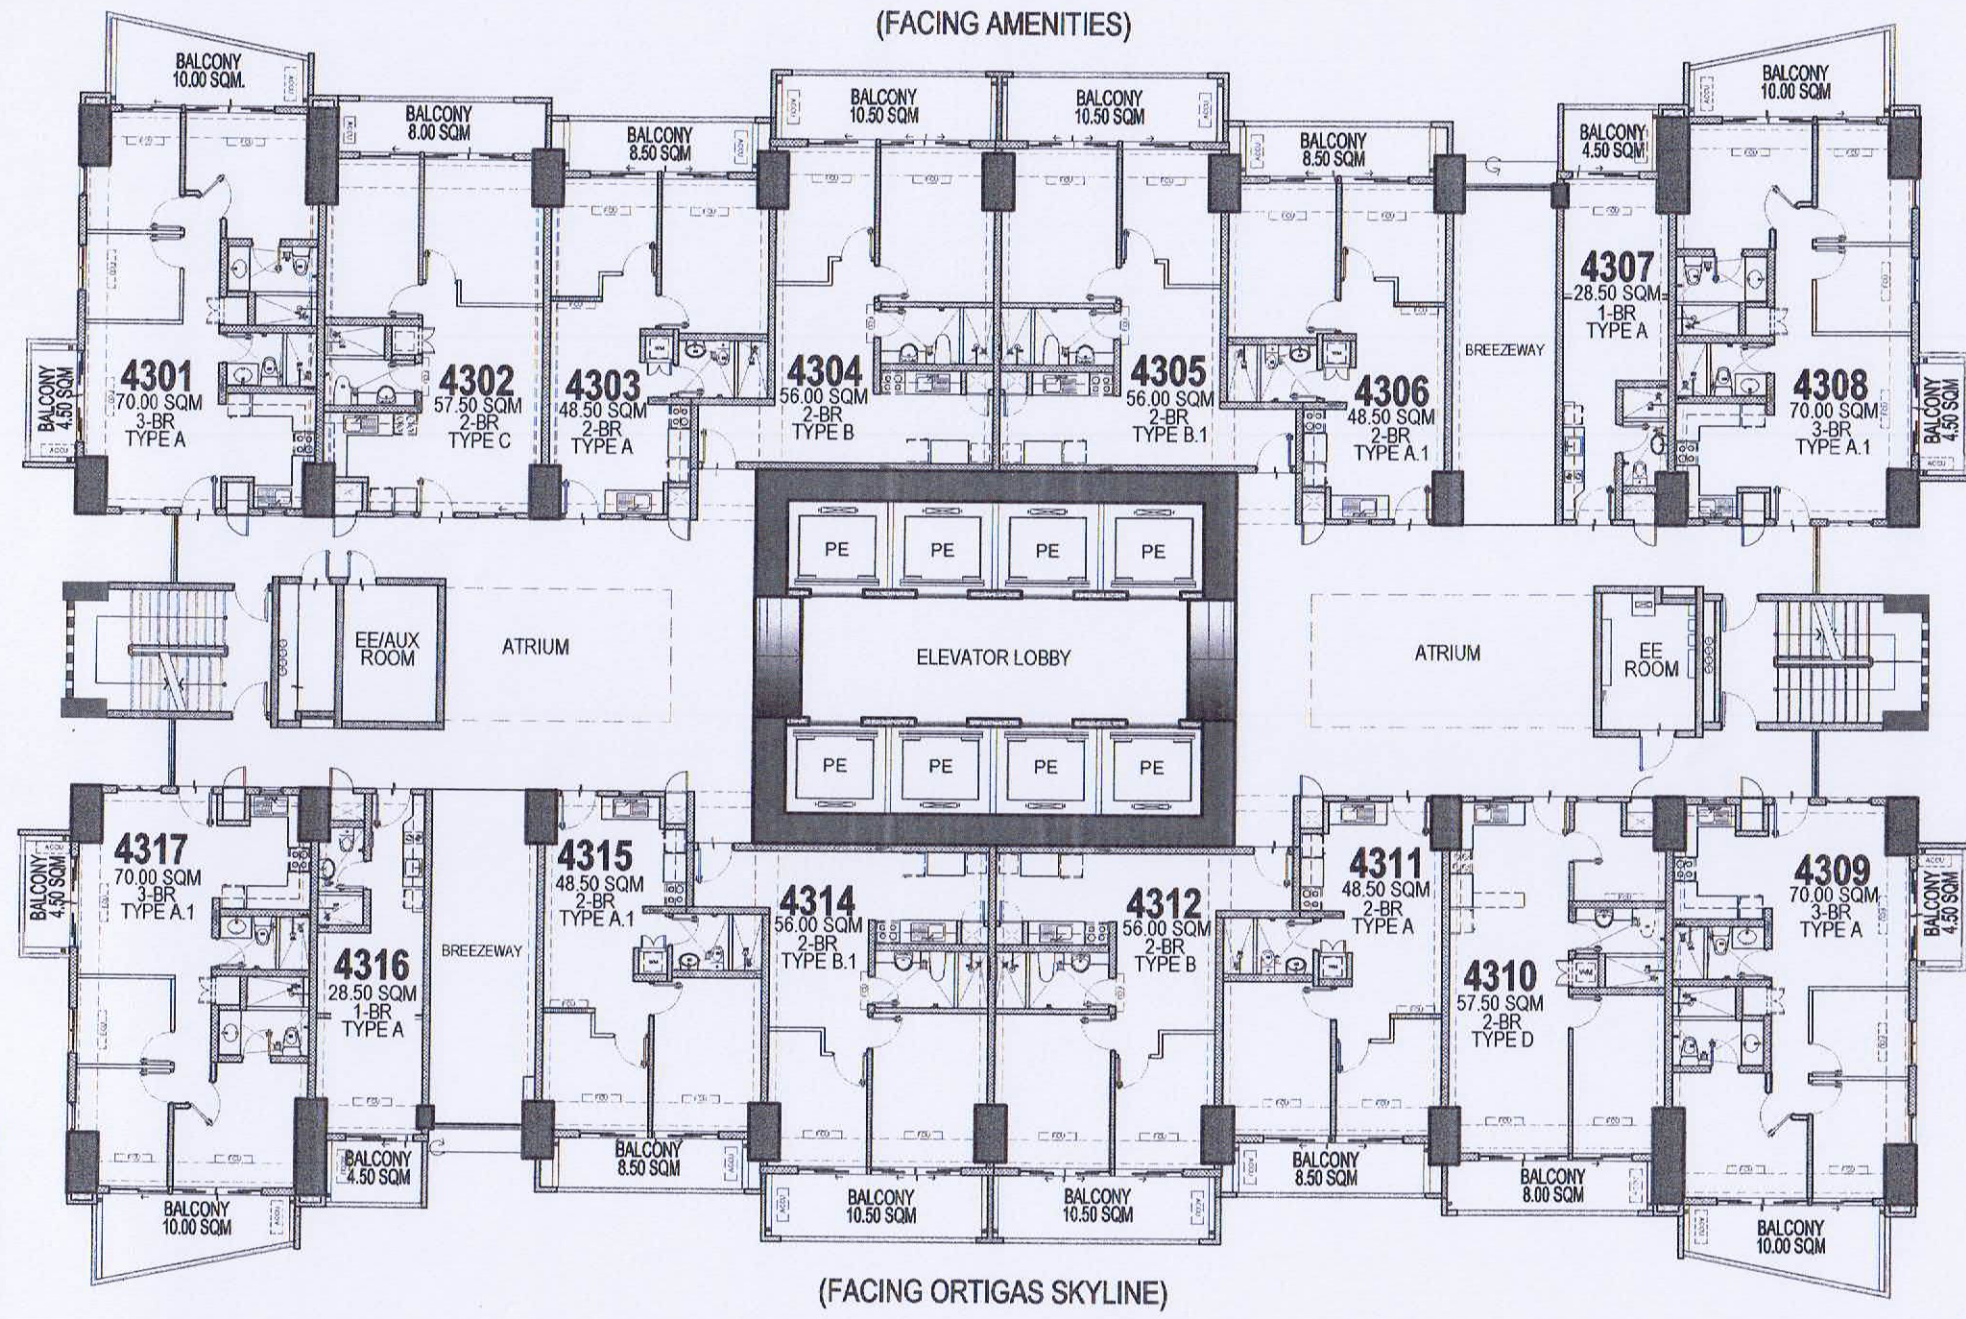 (FACING AMENITIES)
BALCONY
10.00 SQM.
BALCONY
8.00 SQM
BALCONY
8.50 SQM
BALCONY
10.50 SQM
BALCONY
10.50 SQM
BALCONY
8.50 SQM
BALCONY
4.50 SQM
BALCONY
10.00 SQM
BALCONY
4.50 SQM
4301
70.00 SQM
3-BR
TYPE A
4302
57.50 SQM
2-BR
TYPE C
4303
48.50 SQM
2-BR
TYPE A
4304
56.00 SQM
2-BR
TYPE B
4305
56.00 SQM
2-BR
TYPE B.1
4306
48.50 SQM
2-BR
TYPE A.1
BREEZEWAY
4307
28.50 SQM
1-BR
TYPE A
4308
70.00 SQM
3-BR
TYPE A.1
BALCONY
4.50 SQM
PE
PE
PE
PE
EE/AUX
ROOM
ATRIUM
ELEVATOR LOBBY
ATRIUM
EE
ROOM
PE
PE
PE
PE
BALCONY
4.50 SQM
4317
70.00 SQM
3-BR
TYPE A.1
4316
28.50 SQM
1-BR
TYPE A
BREEZEWAY
4315
48.50 SQM
2-BR
TYPE A.1
4314
56.00 SQM
2-BR
TYPE B.1
4312
56.00 SQM
2-BR
TYPE B
4311
48.50 SQM
2-BR
TYPE A
4310
57.50 SQM
2-BR
TYPE D
4309
70.00 SQM
3-BR
TYPE A
BALCONY
4.50 SQM
BALCONY
10.00 SQM
BALCONY
4.50 SQM
BALCONY
8.50 SQM
BALCONY
10.50 SQM
BALCONY
10.50 SQM
BALCONY
8.50 SQM
BALCONY
8.00 SQM
BALCONY
10.00 SQM
(FACING ORTIGAS SKYLINE)